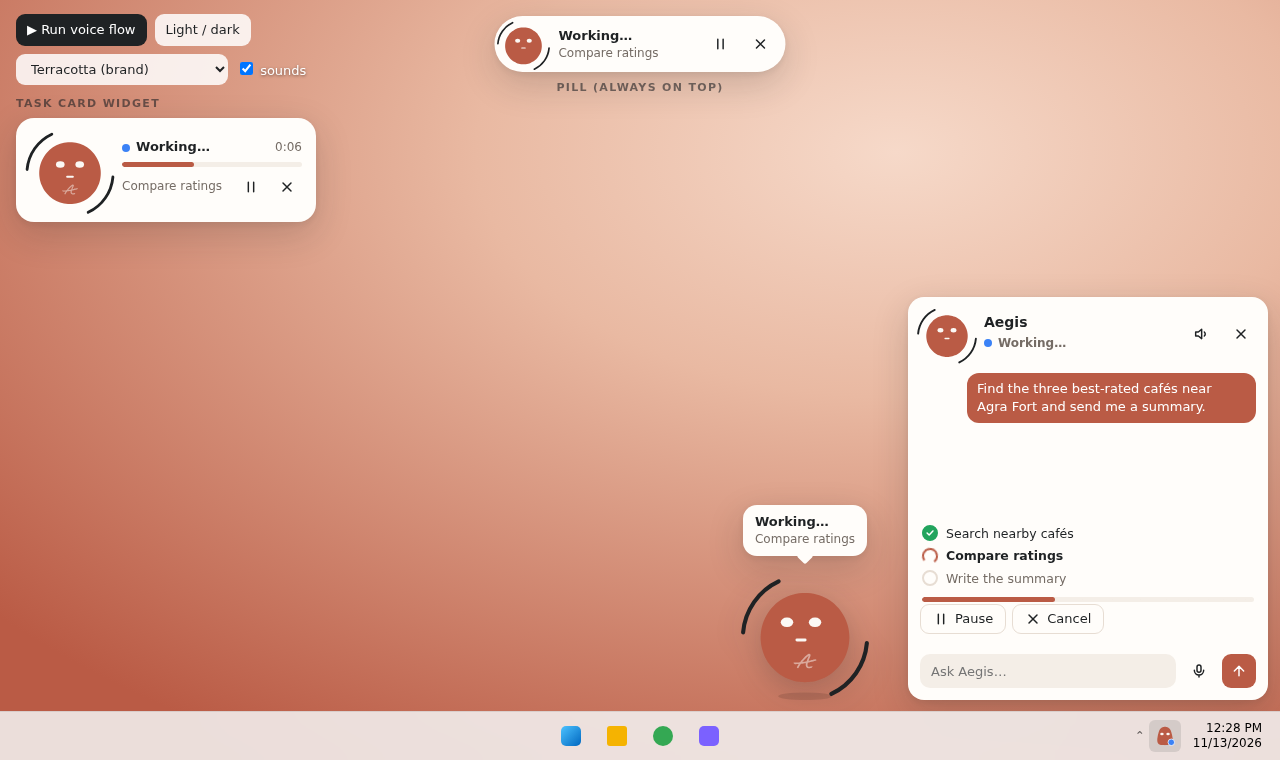 ▶ Run voice flow
Light / dark
Terracotta (brand)
sounds
TASK CARD WIDGET
Working…
0:06
Compare ratings
Working…
Compare ratings
PILL (ALWAYS ON TOP)
Aegis
Working…
Find the three best-rated cafés near
Agra Fort and send me a summary.
Search nearby cafés
Compare ratings
Write the summary
Pause
Cancel
Ask Aegis…
Working…
Compare ratings
12:28 PM
11/13/2026